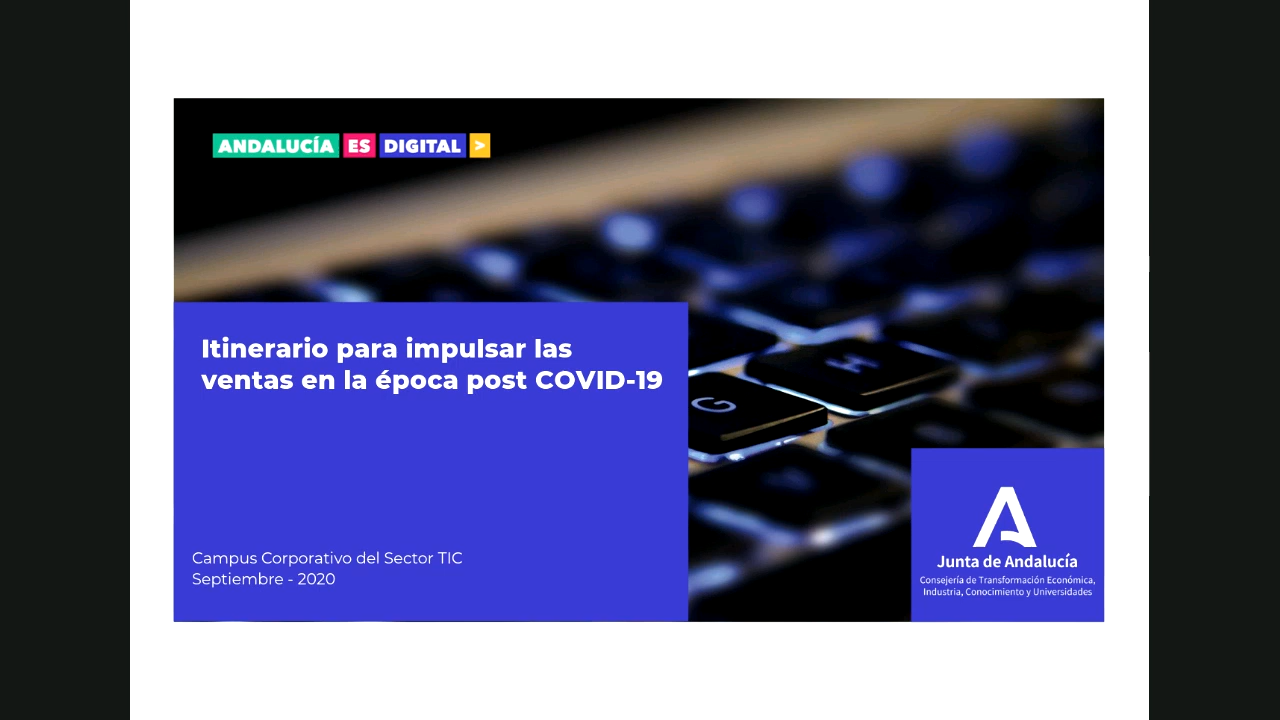 ANDALUCÍA ES DIGITAL >
Itinerario para impulsar las
ventas en la época post COVID-19
H
G
Campus Corporativo del Sector TIC
Septiembre - 2020
Junta de Andalucía
Consejería de Transformación Económica,
Industria, Conocimiento y Universidades